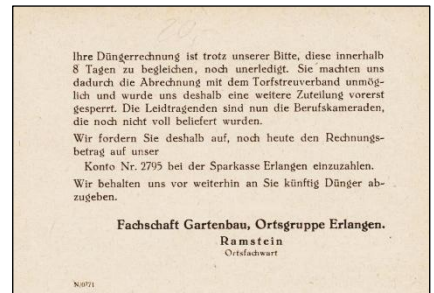 Ihre Düngerrechnung ist trotz unserer Bitte, diese innerhalb
8 Tagen zu begleichen, noch unerledigt. Sie machten uns
dadurch die Abrechnung mit dem Torfstreuverband unmög-
lich und wurde uns deshalb eine weitere Zuteilung vorerst
gesperrt. Die Leidtragenden sind nun die Berufskameraden,
die noch nicht voll beliefert wurden.
Wir fordern Sie deshalb auf, noch heute den Rechnungs-
betrag auf unser
Konto Nr. 2795 bei der Sparkasse Erlangen einzuzahlen.
Wir behalten uns vor weiterhin an Sie künftig Dünger ab-
zugeben.
Fachschaft Gartenbau, Ortsgruppe Erlangen.
Ramstein
Ortsfachwart